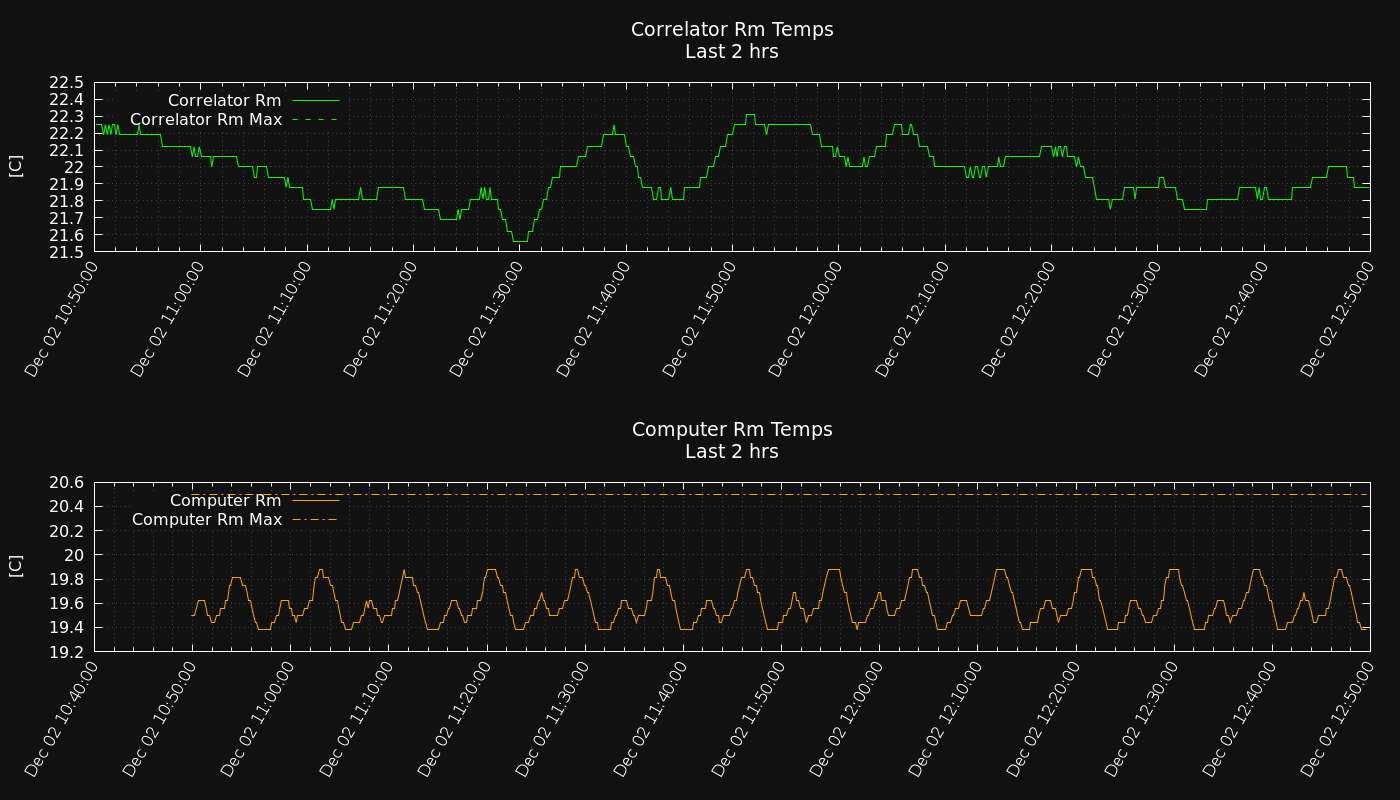 Correlator Rm Temps
Last 2 hrs
22.5
22.4
22.3
22.2
22.1
22
21.9
21.8
21.7
21.6
21.5
[C]
Correlator Rm
Correlator Rm Max
Dec 02 10:50:00
Dec 02 11:00:00
Dec 02 11:10:00
Dec 02 11:20:00
Dec 02 11:30:00
Dec 02 11:40:00
Dec 02 11:50:00
Dec 02 12:00:00
Dec 02 12:10:00
Dec 02 12:20:00
Dec 02 12:30:00
Dec 02 12:40:00
Dec 02 12:50:00
Computer Rm Temps
Last 2 hrs
20.6
20.4
20.2
20
19.8
19.6
19.4
19.2
[C]
Computer Rm
Computer Rm Max
Dec 02 10:40:00
Dec 02 10:50:00
Dec 02 11:00:00
Dec 02 11:10:00
Dec 02 11:20:00
Dec 02 11:30:00
Dec 02 11:40:00
Dec 02 11:50:00
Dec 02 12:00:00
Dec 02 12:10:00
Dec 02 12:20:00
Dec 02 12:30:00
Dec 02 12:40:00
Dec 02 12:50:00